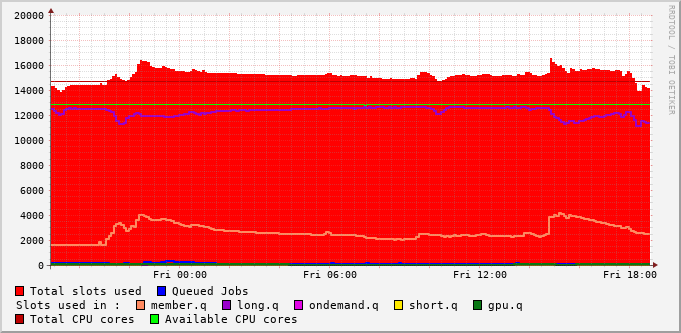 20000
18000
16000
14000
12000
10000
8000
6000
4000
2000
0
Fri 00:00 Fri 06:00 Fri 12:00 Fri 18:00
RRDTOOL / TOBI OETIKER
Total slots used Queued Jobs
Slots used in : member.q long.q ondemand.q short.q gpu.q
Total CPU cores Available CPU cores